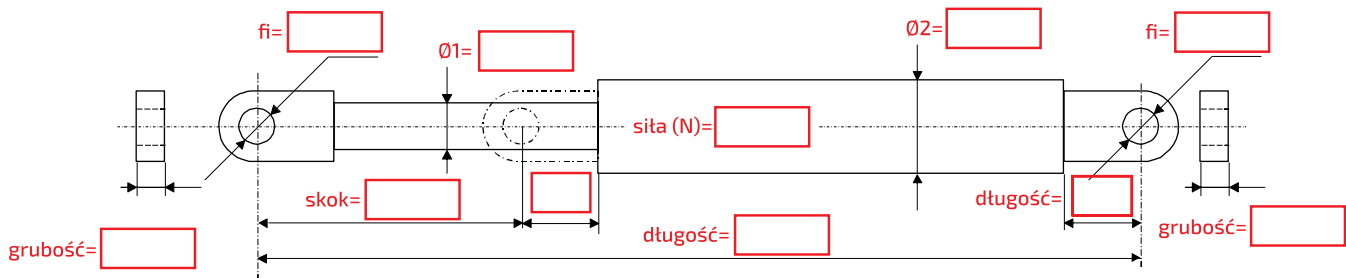 fi=
Ø1=
Ø2=
fi=
siła (N)=
skok=
długość=
długość=
grubość=
grubość=